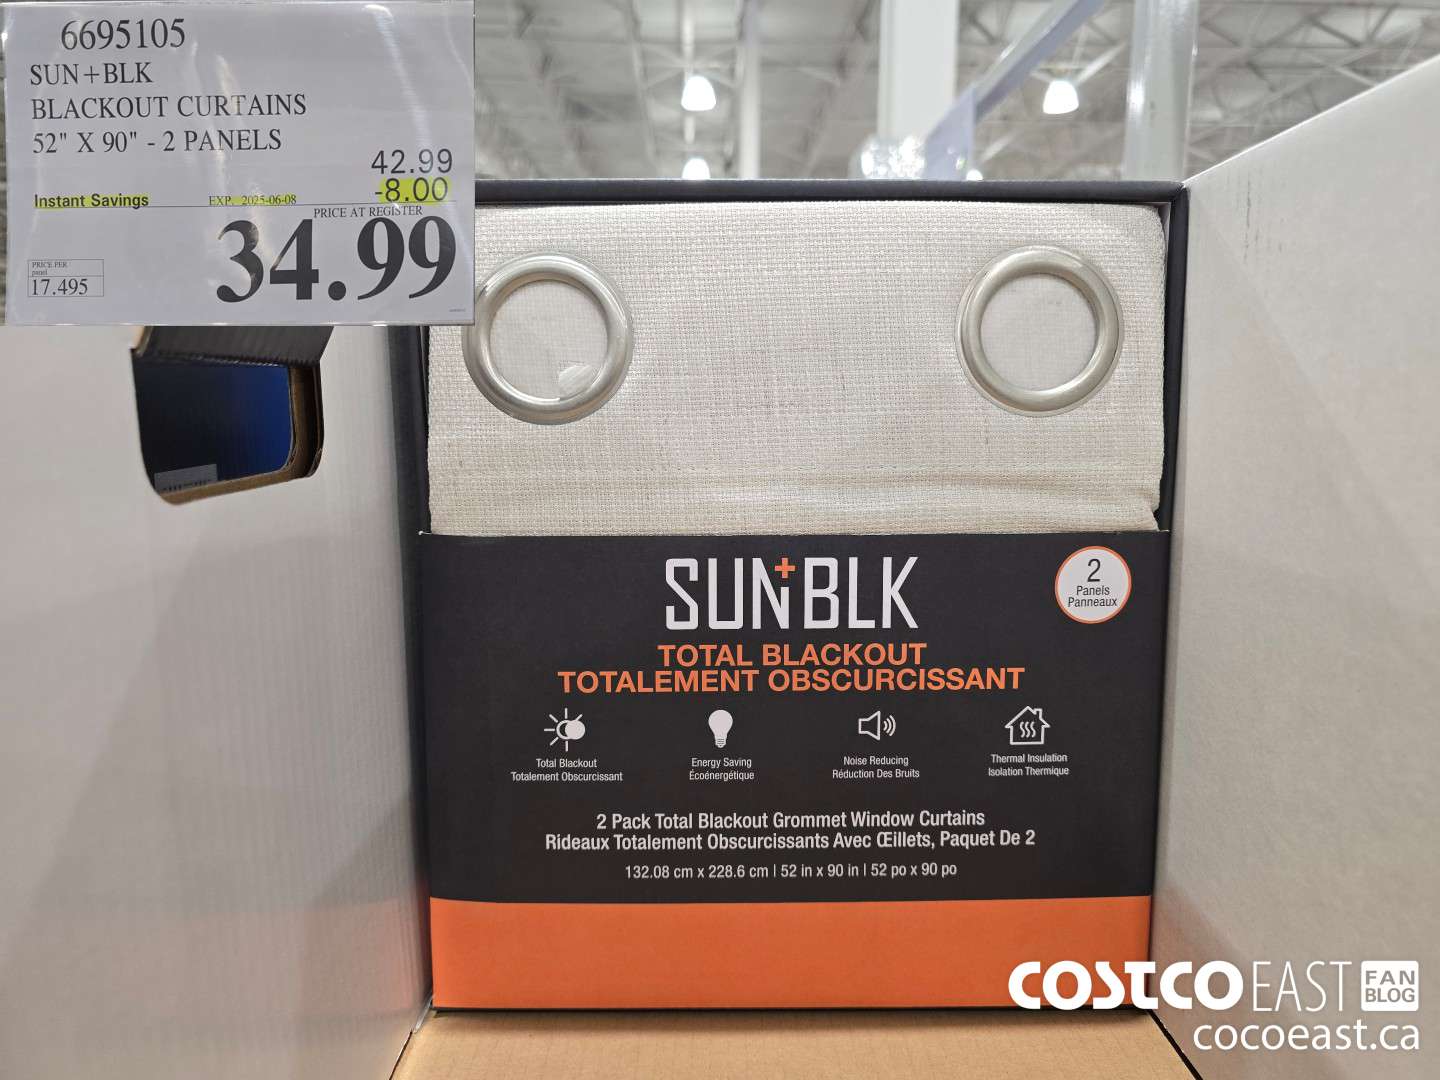 6695105
SUN+BLK
BLACKOUT CURTAINS
52" X 90" - 2 PANELS
42.99
Instant Savings EXP. 2025-06-08 -8.00
PRICE AT REGISTER
34.99
PRICE PER
panel
17.495
SUN+BLK
2
Panels
Panneaux
TOTAL BLACKOUT
TOTALEMENT OBSCURCISSANT
Total Blackout
Totalement Obscurcissant
Energy Saving
Écoénergétique
Noise Reducing
Réduction Des Bruits
Thermal Insulation
Isolation Thermique
2 Pack Total Blackout Grommet Window Curtains
Rideaux Totalement Obscurcissants Avec Œillets, Paquet De 2
132.08 cm x 228.6 cm | 52 in x 90 in | 52 po x 90 po
COSTCO EAST FAN BLOG
cocoeast.ca